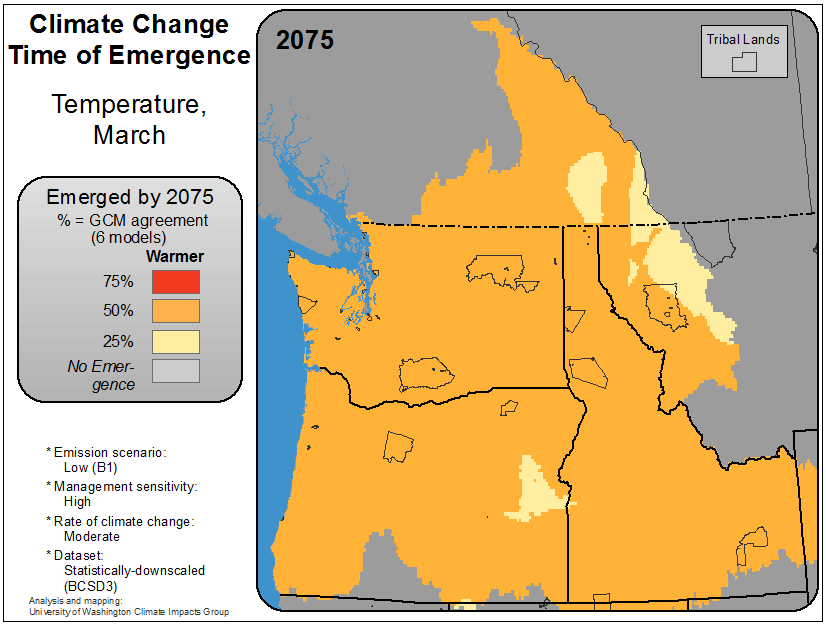 Climate Change
Time of Emergence
Temperature,
March
Emerged by 2075
% = GCM agreement
(6 models)
Warmer
75%
50%
25%
No Emer-
gence
* Emission scenario:
Low (B1)
* Management sensitivity:
High
* Rate of climate change:
Moderate
* Dataset:
Statistically-downscaled
(BCSD3)
Analysis and mapping:
University of Washington Climate Impacts Group
2075
Tribal Lands